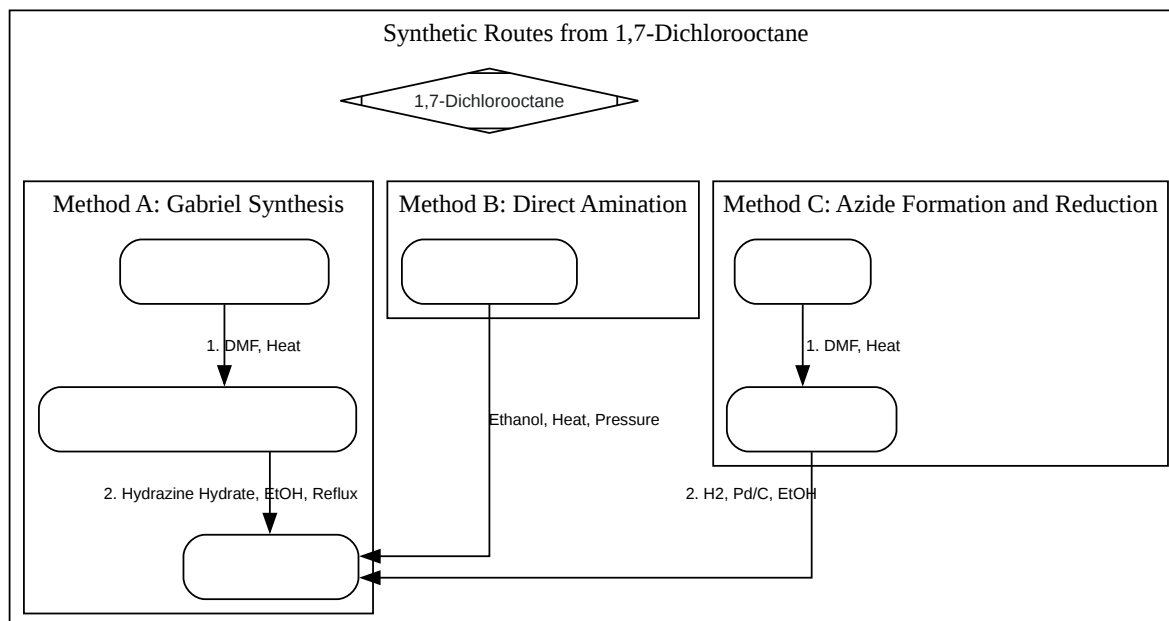 Synthetic Routes from 1,7-Dichlorooctane
1,7-Dichlorooctane
Method A: Gabriel Synthesis
Method B: Direct Amination
Method C: Azide Formation and Reduction
1. DMF, Heat
1. DMF, Heat
Ethanol, Heat, Pressure
2. Hydrazine Hydrate, EtOH, Reflux
2. H2, Pd/C, EtOH